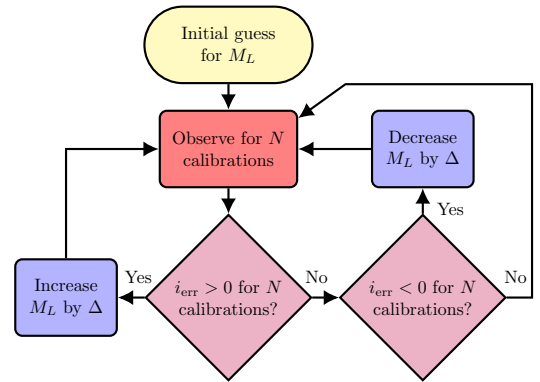 Initial guess
for $M_L$
Observe for $N$
calibrations
Decrease
$M_L$ by $\Delta$
Yes
Increase
$M_L$ by $\Delta$
Yes
$i_{\text{err}} > 0$ for $N$
calibrations?
No
$i_{\text{err}} < 0$ for $N$
calibrations?
No